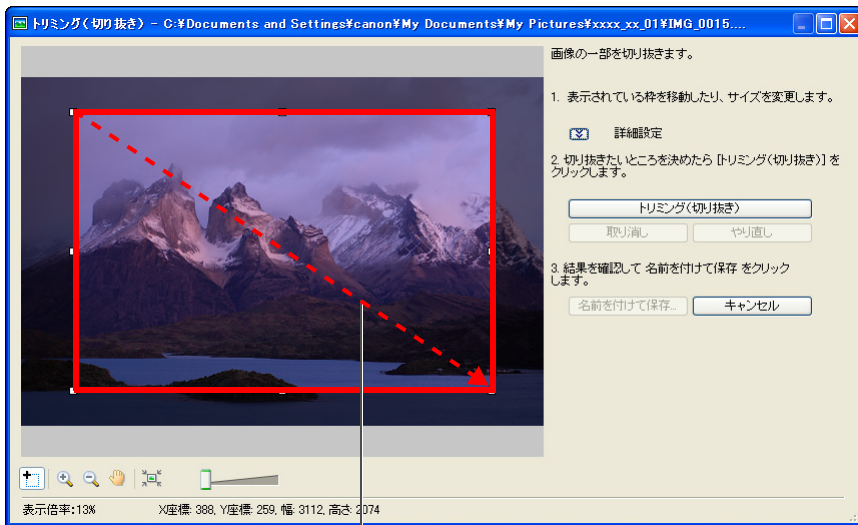 トリミング(切り抜き) - C:¥Documents and Settings¥canon¥My Documents¥My Pictures¥xxxx_xx_01¥IMG_0015....
画像の一部を切り抜きます。
1. 表示されている枠を移動したり、サイズを変更します。
詳細設定
2. 切り抜きたいところを決めたら [トリミング(切り抜き)] を
クリックします。
トリミング(切り抜き)
取り消し やり直し
3. 結果を確認して 名前を付けて保存 をクリック
します。
名前を付けて保存... キャンセル
表示倍率:13% X座標: 388, Y座標: 259, 幅: 3112, 高さ: 2074